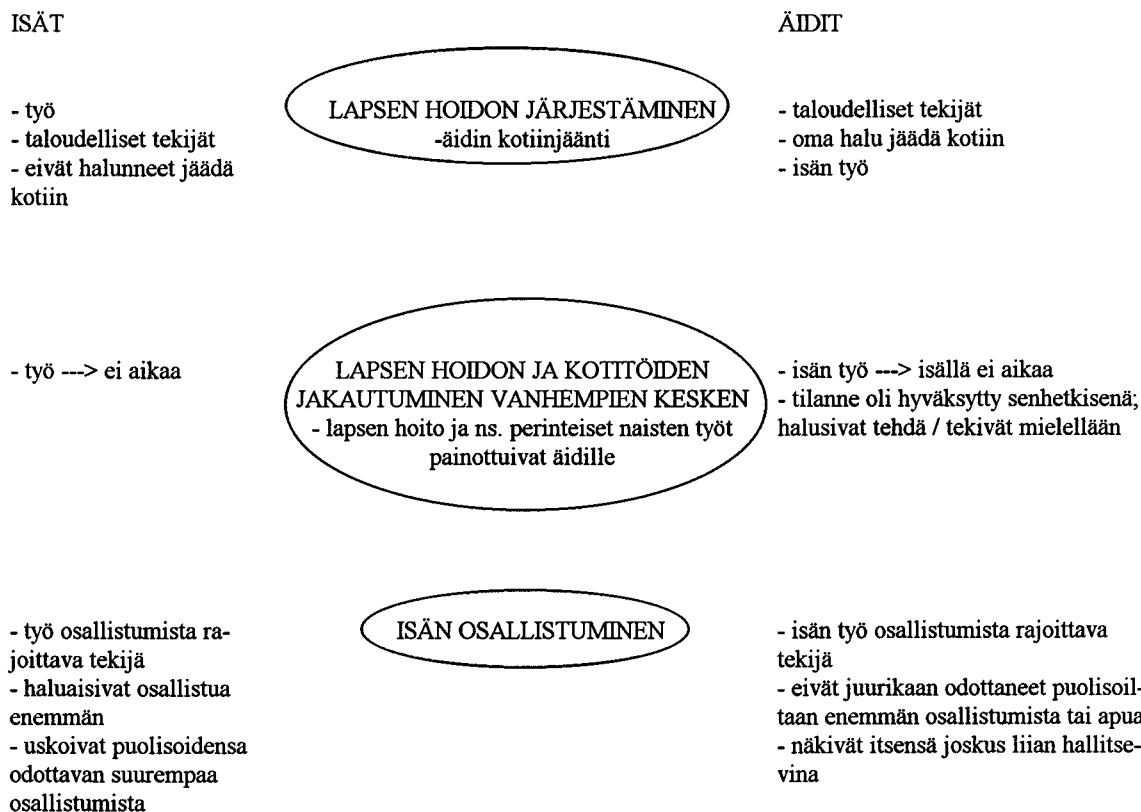 ISÄT
ÄIDIT
- työ
- taloudelliset tekijät
- eivät halunneet jäädä
kotiin
LAPSEN HOIDON JÄRJESTÄMINEN
-äidin kotiinjäänti
- taloudelliset tekijät
- oma halu jäädä kotiin
- isän työ
- työ ---> ei aikaa
LAPSEN HOIDON JA KOTITÖIDEN
JAKAUTUMINEN VANHEMPIEN KESKEN
- lapsen hoito ja ns. perinteiset naisten työt
painottuivat äidille
- isän työ ---> isällä ei aikaa
- tilanne oli hyväksytty senhetkisenä;
halusivat tehdä / tekivät mielellään
- työ osallistumista ra-
joittava tekijä
- haluaisivat osallistua
enemmän
- uskoivat puolisoidensa
odottavan suurempaa
osallistumista
ISÄN OSALLISTUMINEN
- isän työ osallistumista rajoittava
tekijä
- eivät juurikaan odottaneet puolisoil-
taan enemmän osallistumista tai apua
- näkivät itsensä joskus liian hallitse-
vina